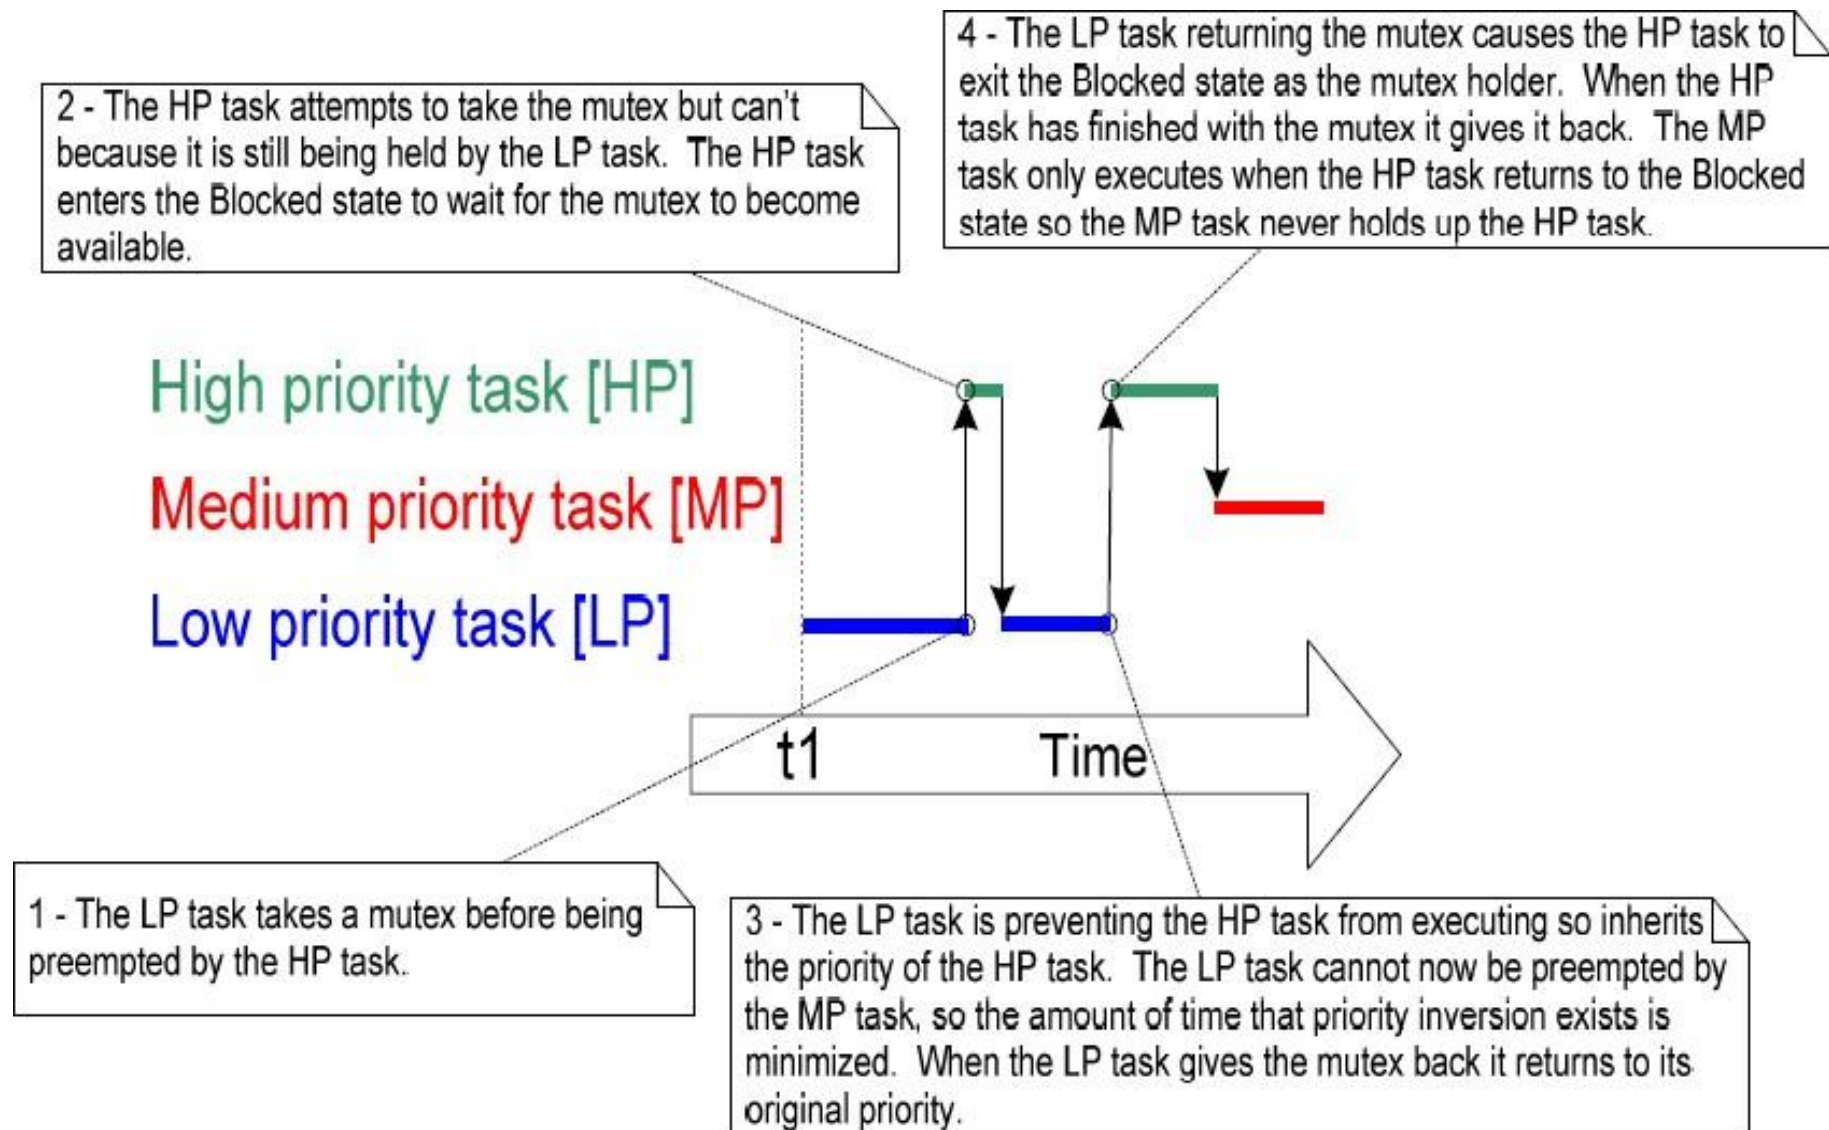 2 - The HP task attempts to take the mutex but can't
because it is still being held by the LP task.  The HP task
enters the Blocked state to wait for the mutex to become
available.
4 - The LP task returning the mutex causes the HP task to
exit the Blocked state as the mutex holder.  When the HP
task has finished with the mutex it gives it back.  The MP
task only executes when the HP task returns to the Blocked
state so the MP task never holds up the HP task.
High priority task [HP]
Medium priority task [MP]
Low priority task [LP]
t1 Time
1 - The LP task takes a mutex before being
preempted by the HP task.
3 - The LP task is preventing the HP task from executing so inherits
the priority of the HP task.  The LP task cannot now be preempted by
the MP task, so the amount of time that priority inversion exists is
minimized.  When the LP task gives the mutex back it returns to its
original priority.